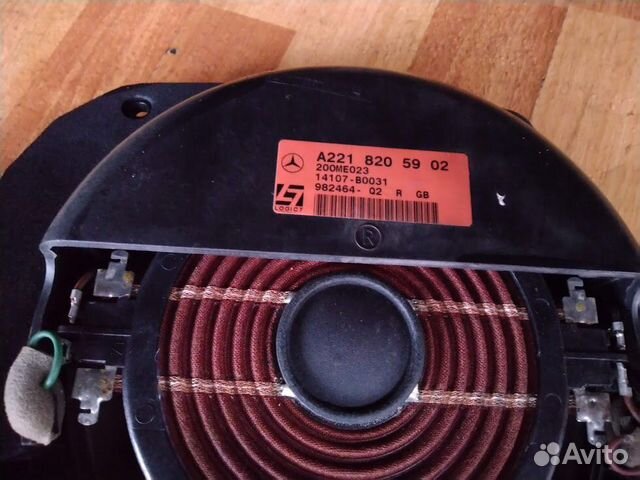 A221 820 59 02
200ME023
14107-B0031
982464- 02 R GB
LOGIC7
R
Avito